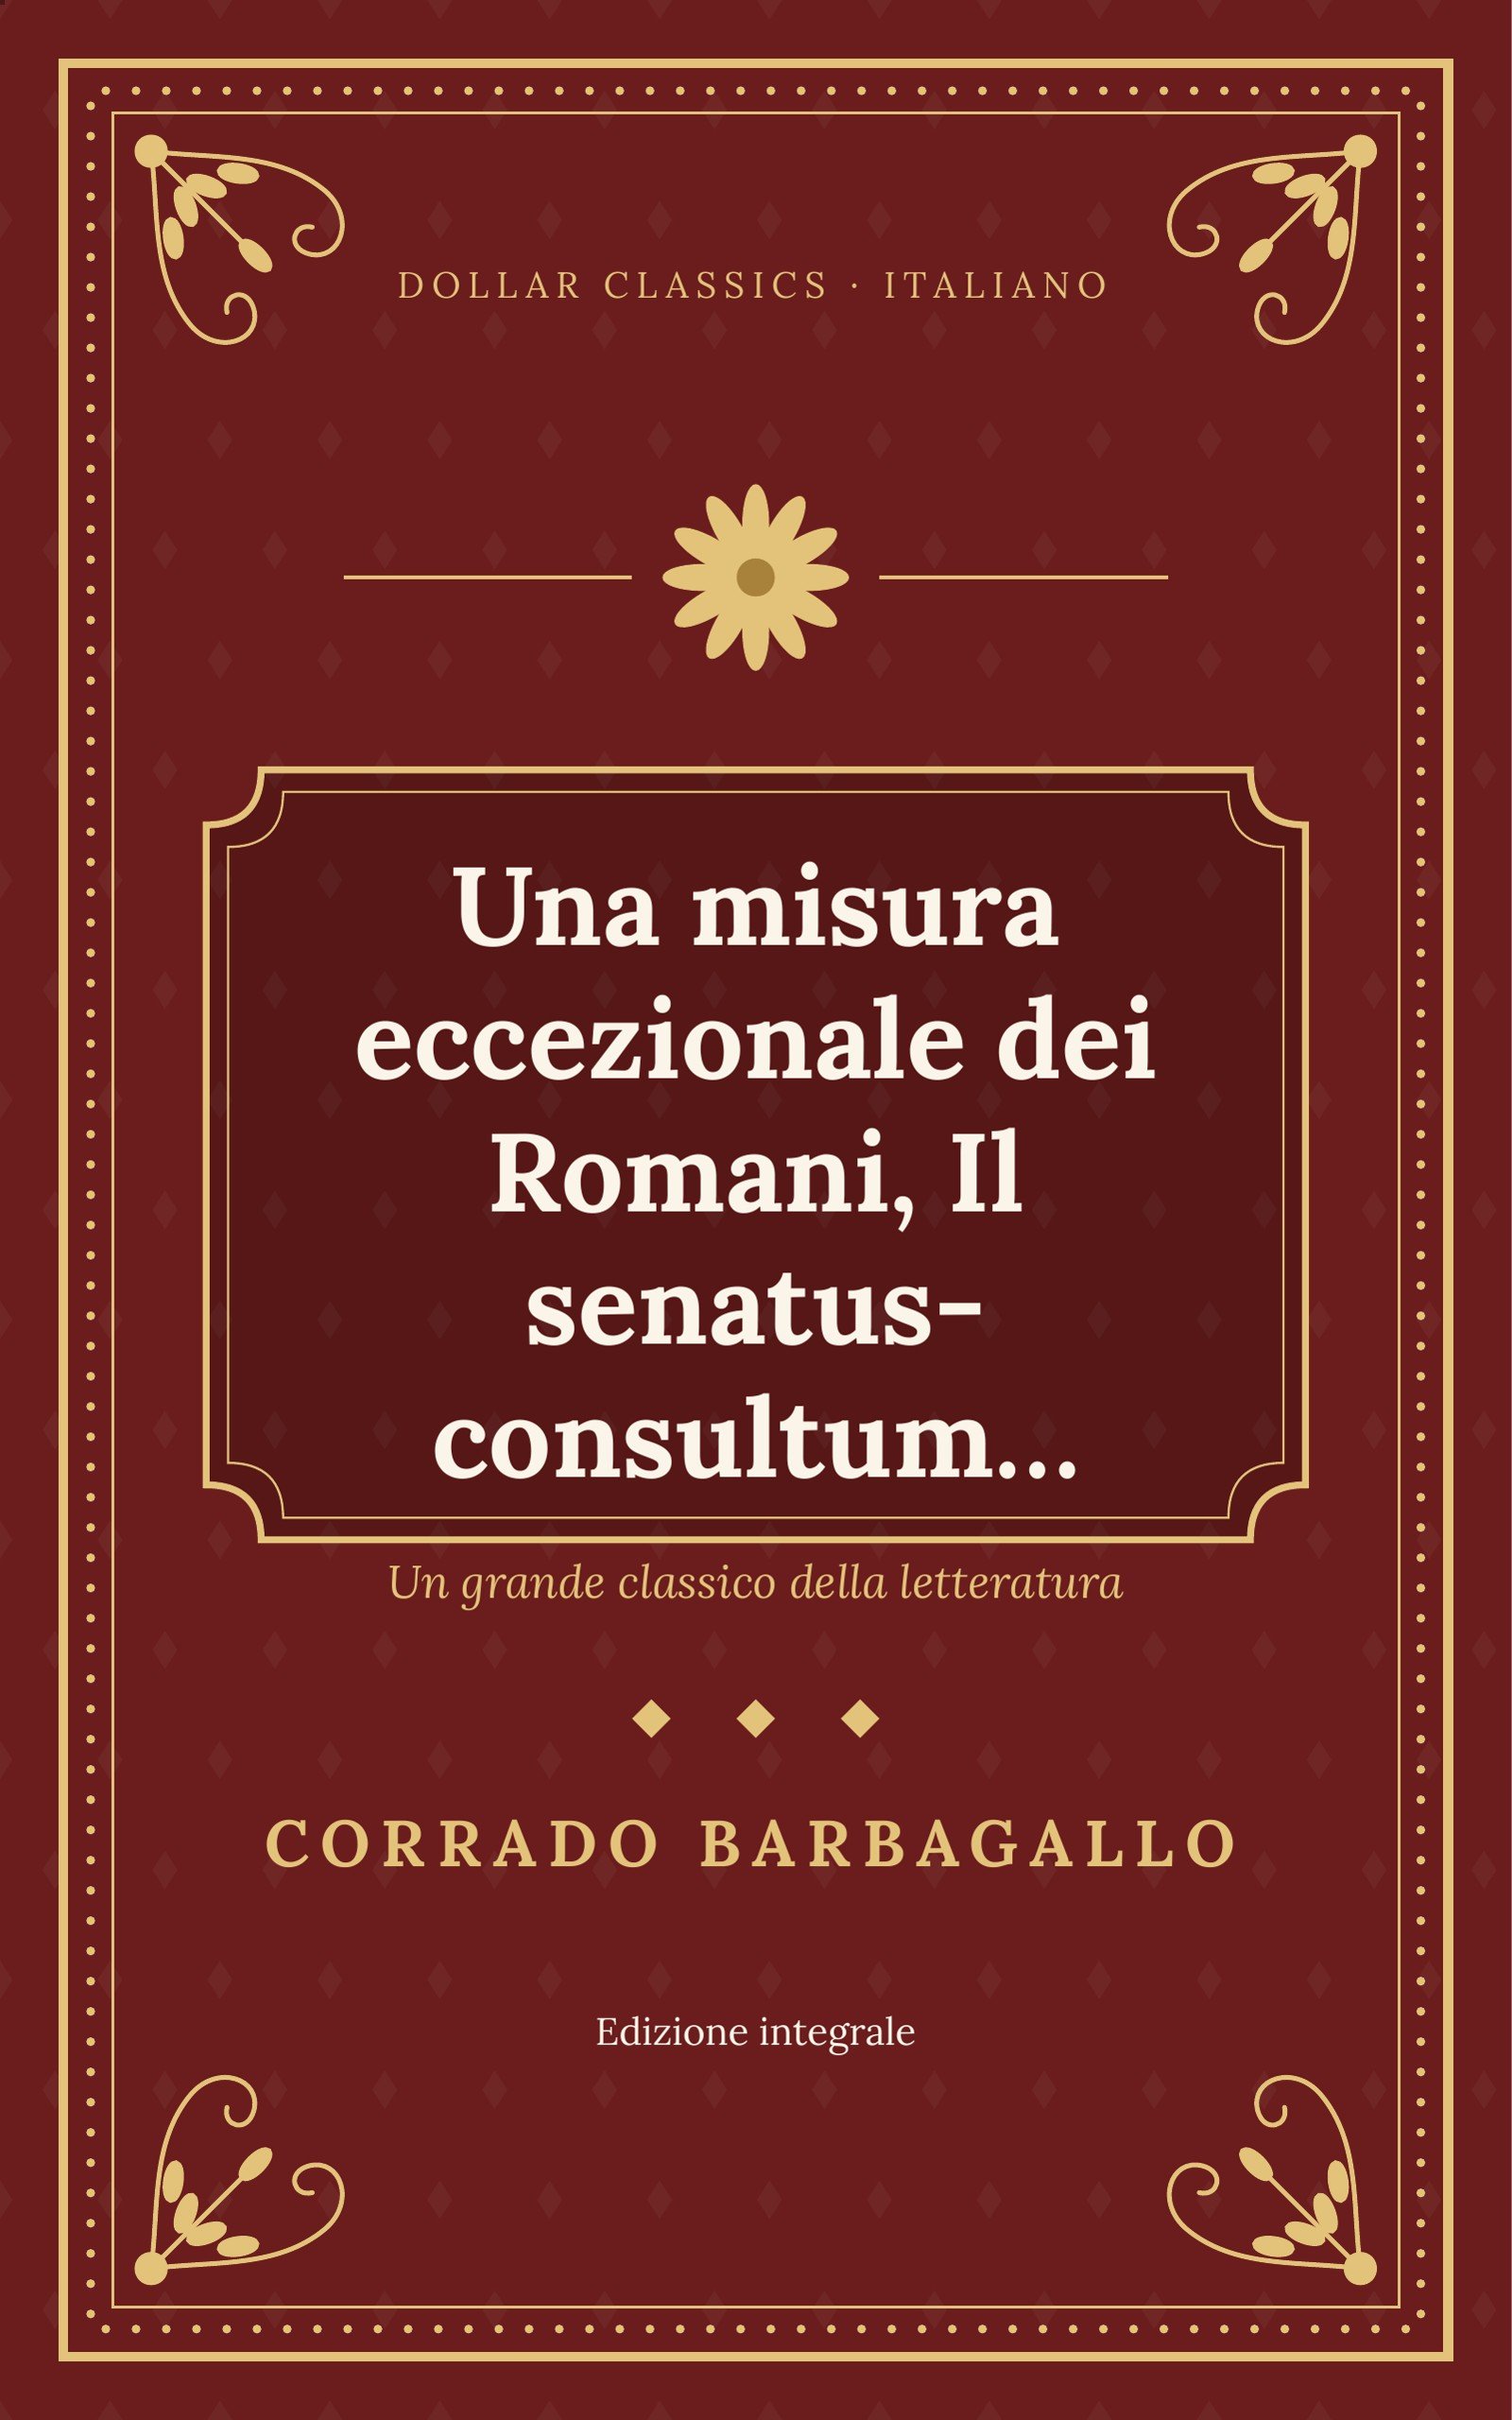 DOLLAR CLASSICS · ITALIANO
Una misura
eccezionale dei
Romani, Il
senatus-
consultum...
Un grande classico della letteratura
CORRADO BARBAGALLO
Edizione integrale